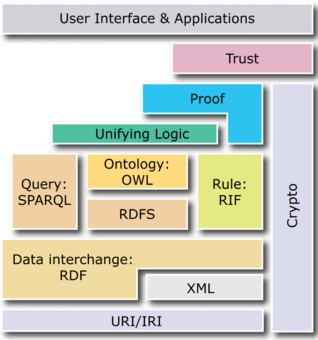 User Interface & Applications
Trust
Proof
Unifying Logic
Query:
SPARQL
Ontology:
OWL
RDFS
Rule:
RIF
Crypto
Data interchange:
RDF
XML
URI/IRI